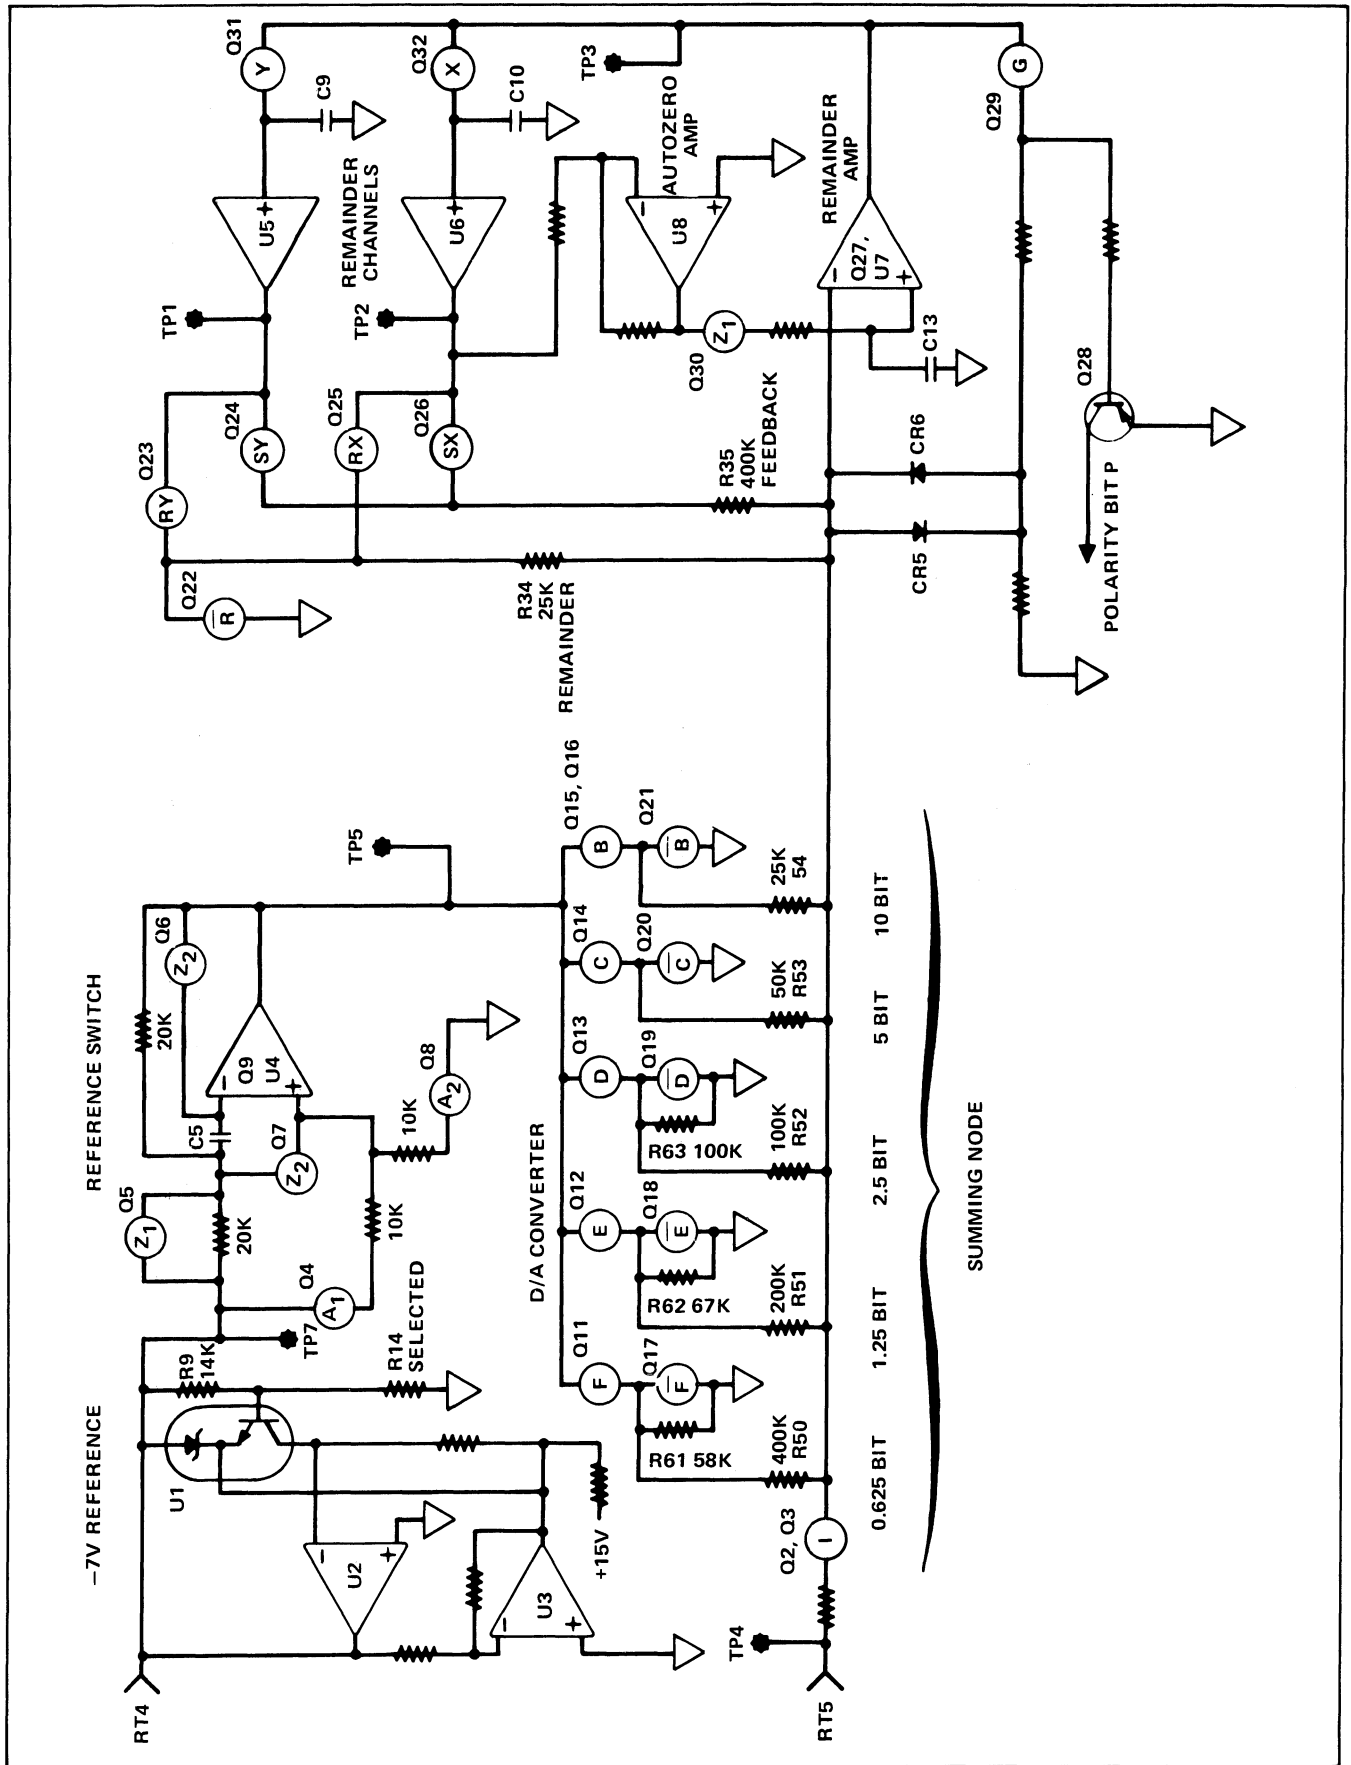 −7V REFERENCE
REFERENCE SWITCH
RT4
U1
R9
14K
R14
SELECTED
TP7
U2
−
+
U3
−
+
+15V
Q5
Z1
20K
Q4
A1
10K
C5
Q7
Z2
Q9
U4
−
+
20K
Q6
Z2
10K
Q8
A2
TP5
D/A CONVERTER
Q11
F
Q17
F
R61 58K
400K
R50
Q12
E
Q18
E
R62 67K
200K
R51
Q13
D
Q19
D
R63 100K
100K
R52
Q14
C
Q20
C
50K
R53
Q15, Q16
B
Q21
B
25K
54
TP4
RT5
Q2, Q3
I
0.625 BIT
1.25 BIT
2.5 BIT
5 BIT
10 BIT
SUMMING NODE
Q31
Y
C9
Q32
X
C10
TP3
REMAINDER
CHANNELS
U5
+
U6
+
TP1
TP2
Q23
RY
Q24
SY
Q25
RX
Q26
SX
Q22
R
R34
25K
REMAINDER
R35
400K
FEEDBACK
AUTOZERO
AMP
U8
−
+
Q30
Z1
REMAINDER
AMP
Q27,
U7
−
+
C13
Q29
G
CR5
CR6
Q28
POLARITY BIT P